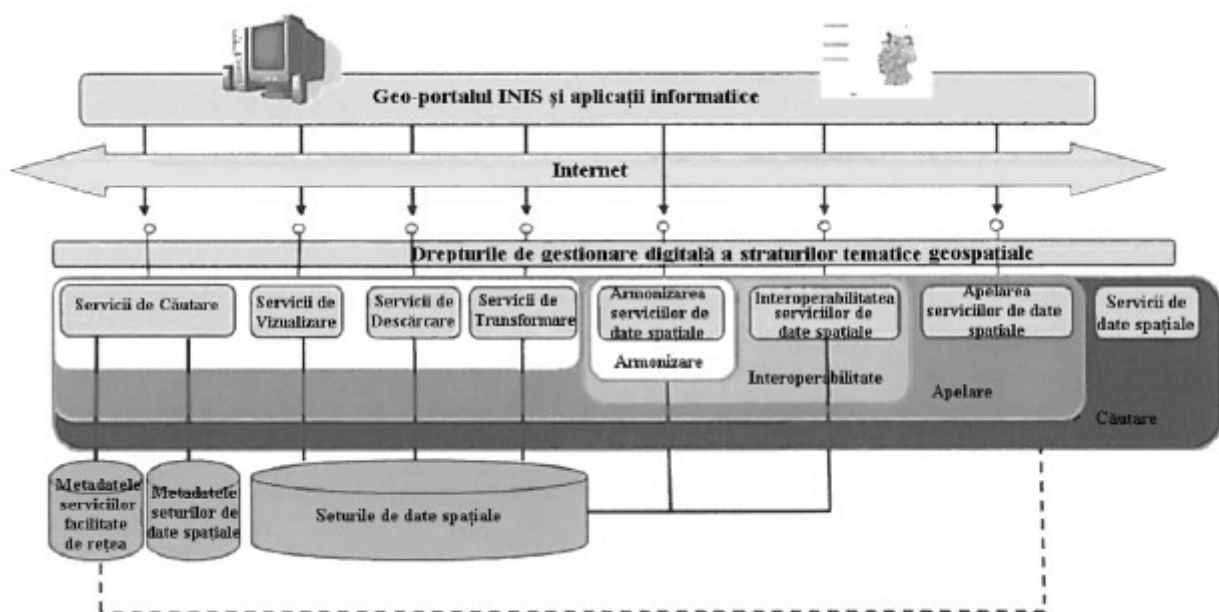 Geo-portalul INIS și aplicații informatice
Internet
Drepturile de gestionare digitală a straturilor tematice geospațiale
Servicii de Căutare
Servicii de
Vizualizare
Servicii de
Descărcare
Servicii de
Transformare
Armonizarea
serviciilor de
date spațiale
Armonizare
Interoperabilitatea
serviciilor de
date spațiale
Interoperabilitate
Apelarea
serviciilor de date
spațiale
Apelare
Servicii de
date spațiale
Căutare
Metadatele
serviciilor
facilitate
de rețea
Metadatele
seturilor de
date spațiale
Seturile de date spațiale